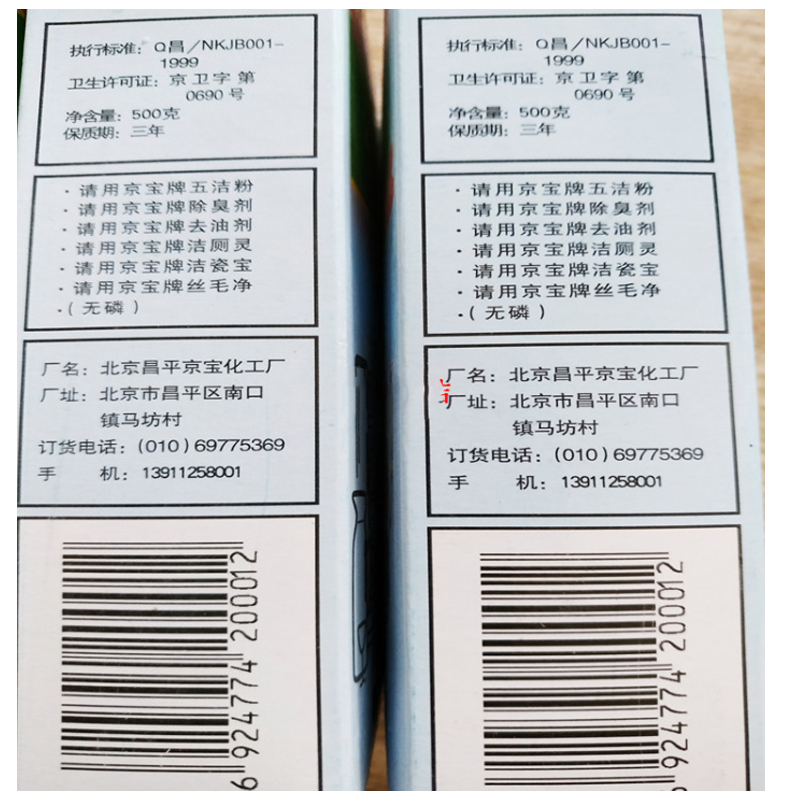 执行标准：Q昌/NKJB001-
1999
卫生许可证：京卫字第
0690号
净含量：500克
保质期：三年
·请用京宝牌五洁粉
·请用京宝牌除臭剂
·请用京宝牌去油剂
·请用京宝牌洁厕灵
·请用京宝牌洁瓷宝
·请用京宝牌丝毛净
·(无磷)
厂名：北京昌平京宝化工厂
厂址：北京市昌平区南口
镇马坊村
订货电话：(010)69775369
手 机：13911258001
6 924774 200012
执行标准：Q昌/NKJB001-
1999
卫生许可证：京卫字第
0690号
净含量：500克
保质期：三年
·请用京宝牌五洁粉
·请用京宝牌除臭剂
·请用京宝牌去油剂
·请用京宝牌洁厕灵
·请用京宝牌洁瓷宝
·请用京宝牌丝毛净
·(无磷)
厂名：北京昌平京宝化工厂
厂址：北京市昌平区南口
镇马坊村
订货电话：(010)69775369
手 机：13911258001
6 924774 200012